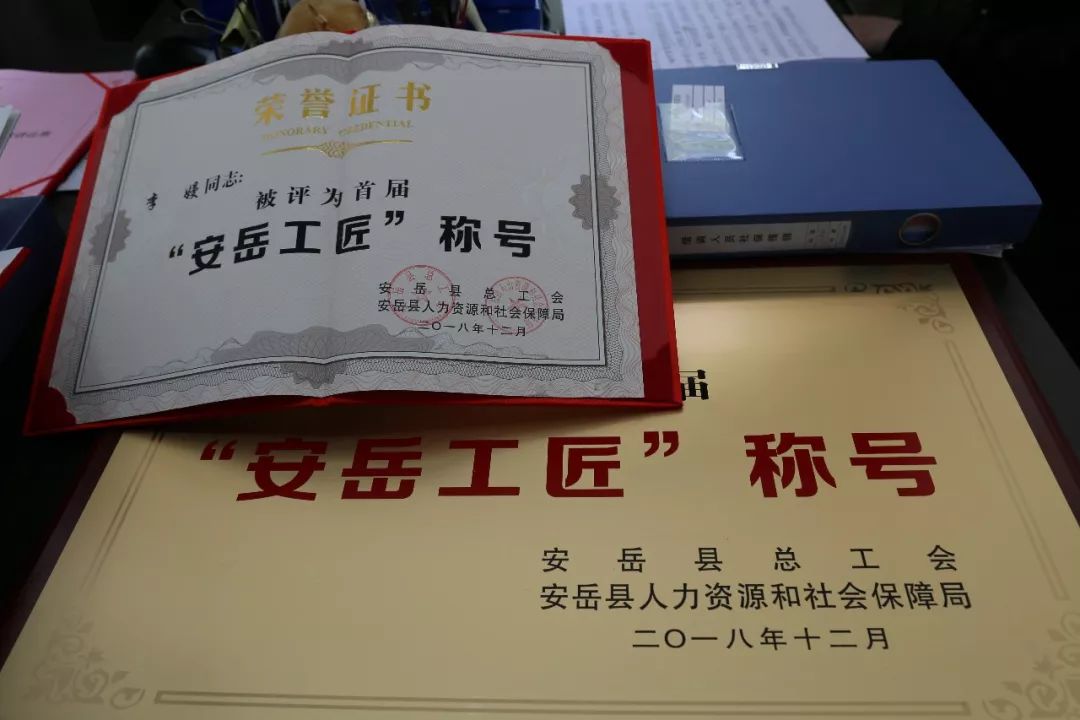 荣誉证书
HONORARY CREDENTIAL
李媛同志:
被评为首届
“安岳工匠”称号
安岳县总工会
安岳县人力资源和社会保障局
二〇一八年十二月
届
“安岳工匠”称号
安岳县总工会
安岳县人力资源和社会保障局
二〇一八年十二月